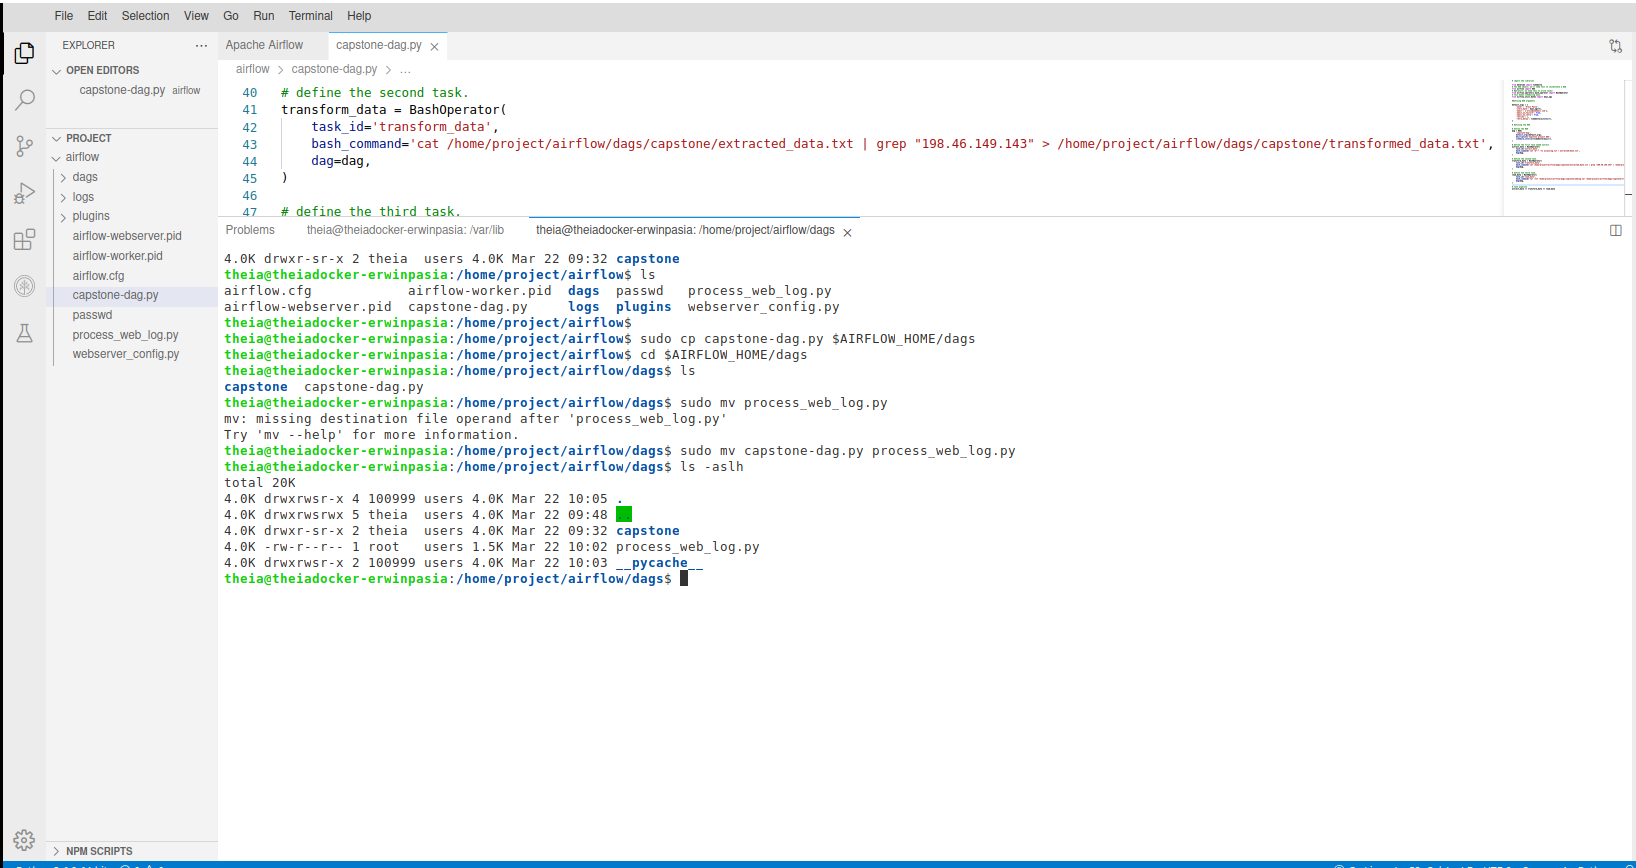 File Edit Selection View Go Run Terminal Help
EXPLORER ...
OPEN EDITORS
capstone-dag.py airflow
PROJECT
airflow
dags
logs
plugins
airflow-webserver.pid
airflow-worker.pid
airflow.cfg
capstone-dag.py
passwd
process_web_log.py
webserver_config.py
NPM SCRIPTS
Apache Airflow capstone-dag.py
airflow > capstone-dag.py > ...
40 # define the second task.
41 transform_data = BashOperator(
42 task_id='transform_data',
43 bash_command='cat /home/project/airflow/dags/capstone/extracted_data.txt | grep "198.46.149.143" > /home/project/airflow/dags/capstone/transformed_data.txt',
44 dag=dag,
45 )
46
47 # define the third task.
Problems theia@theiadocker-erwinpasia: /var/lib theia@theiadocker-erwinpasia: /home/project/airflow/dags
4.0K drwxr-sr-x 2 theia users 4.0K Mar 22 09:32 capstone
theia@theiadocker-erwinpasia:/home/project/airflow$ ls
airflow.cfg airflow-worker.pid dags passwd process_web_log.py
airflow-webserver.pid capstone-dag.py logs plugins webserver_config.py
theia@theiadocker-erwinpasia:/home/project/airflow$
theia@theiadocker-erwinpasia:/home/project/airflow$ sudo cp capstone-dag.py $AIRFLOW_HOME/dags
theia@theiadocker-erwinpasia:/home/project/airflow$ cd $AIRFLOW_HOME/dags
theia@theiadocker-erwinpasia:/home/project/airflow/dags$ ls
capstone capstone-dag.py
theia@theiadocker-erwinpasia:/home/project/airflow/dags$ sudo mv process_web_log.py
mv: missing destination file operand after 'process_web_log.py'
Try 'mv --help' for more information.
theia@theiadocker-erwinpasia:/home/project/airflow/dags$ sudo mv capstone-dag.py process_web_log.py
theia@theiadocker-erwinpasia:/home/project/airflow/dags$ ls -aslh
total 20K
4.0K drwxrwsr-x 4 100999 users 4.0K Mar 22 10:05 .
4.0K drwxrwsrwx 5 theia users 4.0K Mar 22 09:48 ..
4.0K drwxr-sr-x 2 theia users 4.0K Mar 22 09:32 capstone
4.0K -rw-r--r-- 1 root users 1.5K Mar 22 10:02 process_web_log.py
4.0K drwxrwsr-x 2 100999 users 4.0K Mar 22 10:03 __pycache__
theia@theiadocker-erwinpasia:/home/project/airflow/dags$